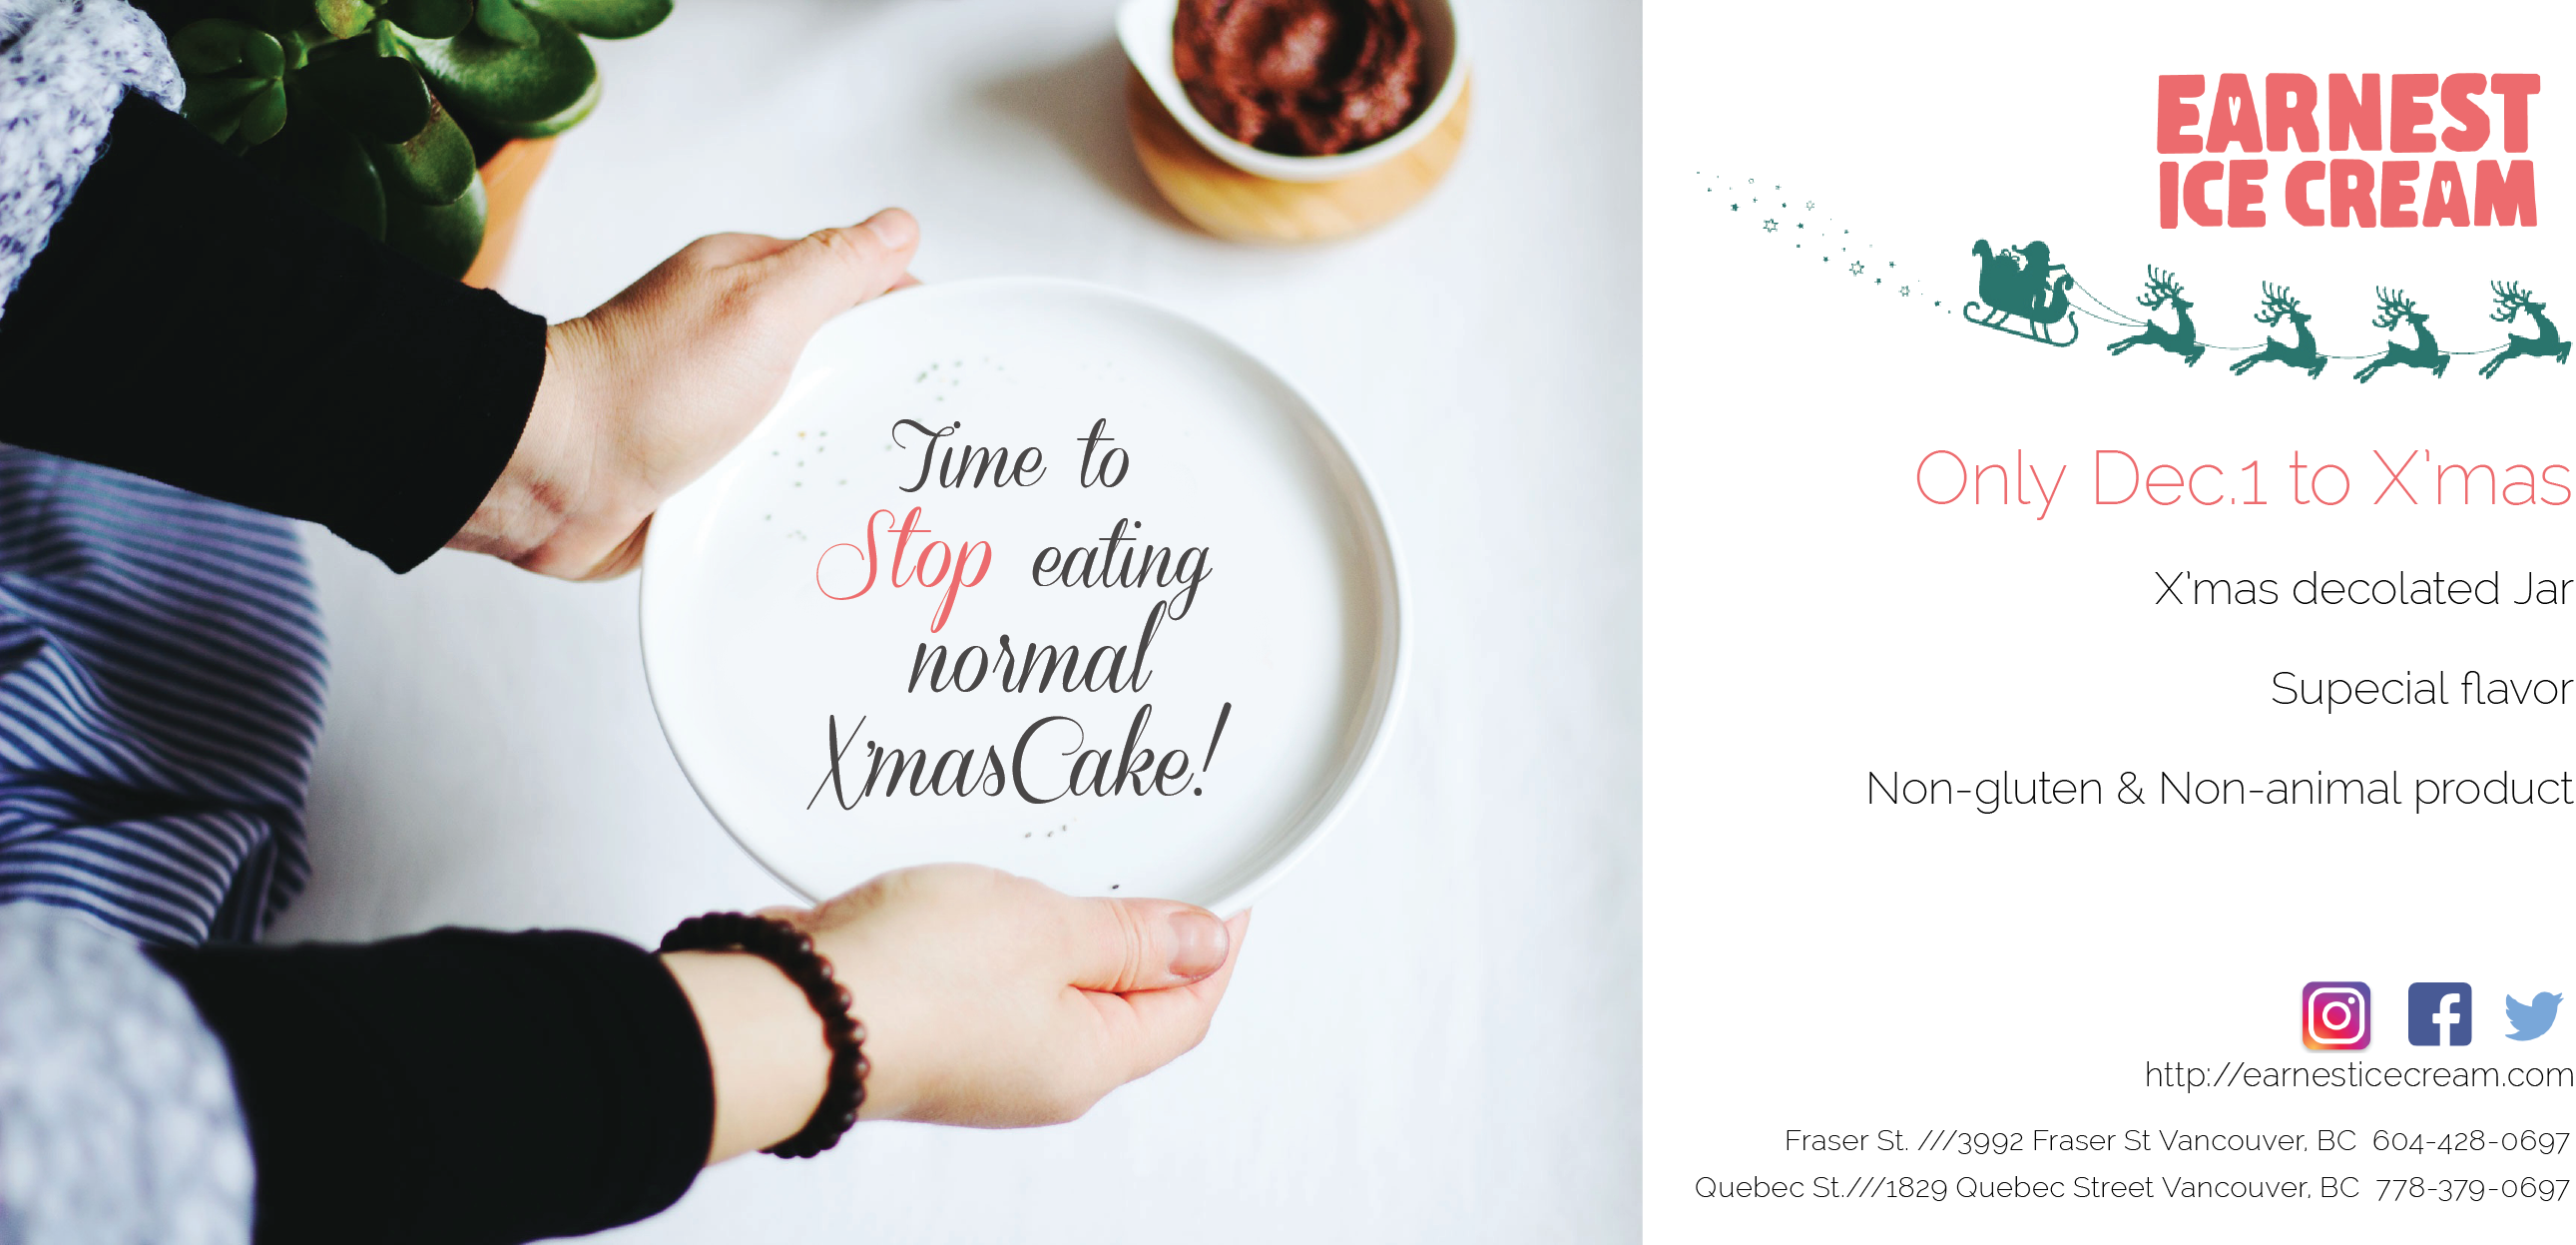 Time to
Stop eating
normal
X'masCake!
EARNEST
ICE CREAM
Only Dec.1 to X'mas
X'mas decolated Jar
Supecial flavor
Non-gluten & Non-animal product
http://earnesticecream.com
Fraser St. ///3992 Fraser St Vancouver, BC 604-428-0697
Quebec St.///1829 Quebec Street Vancouver, BC 778-379-0697